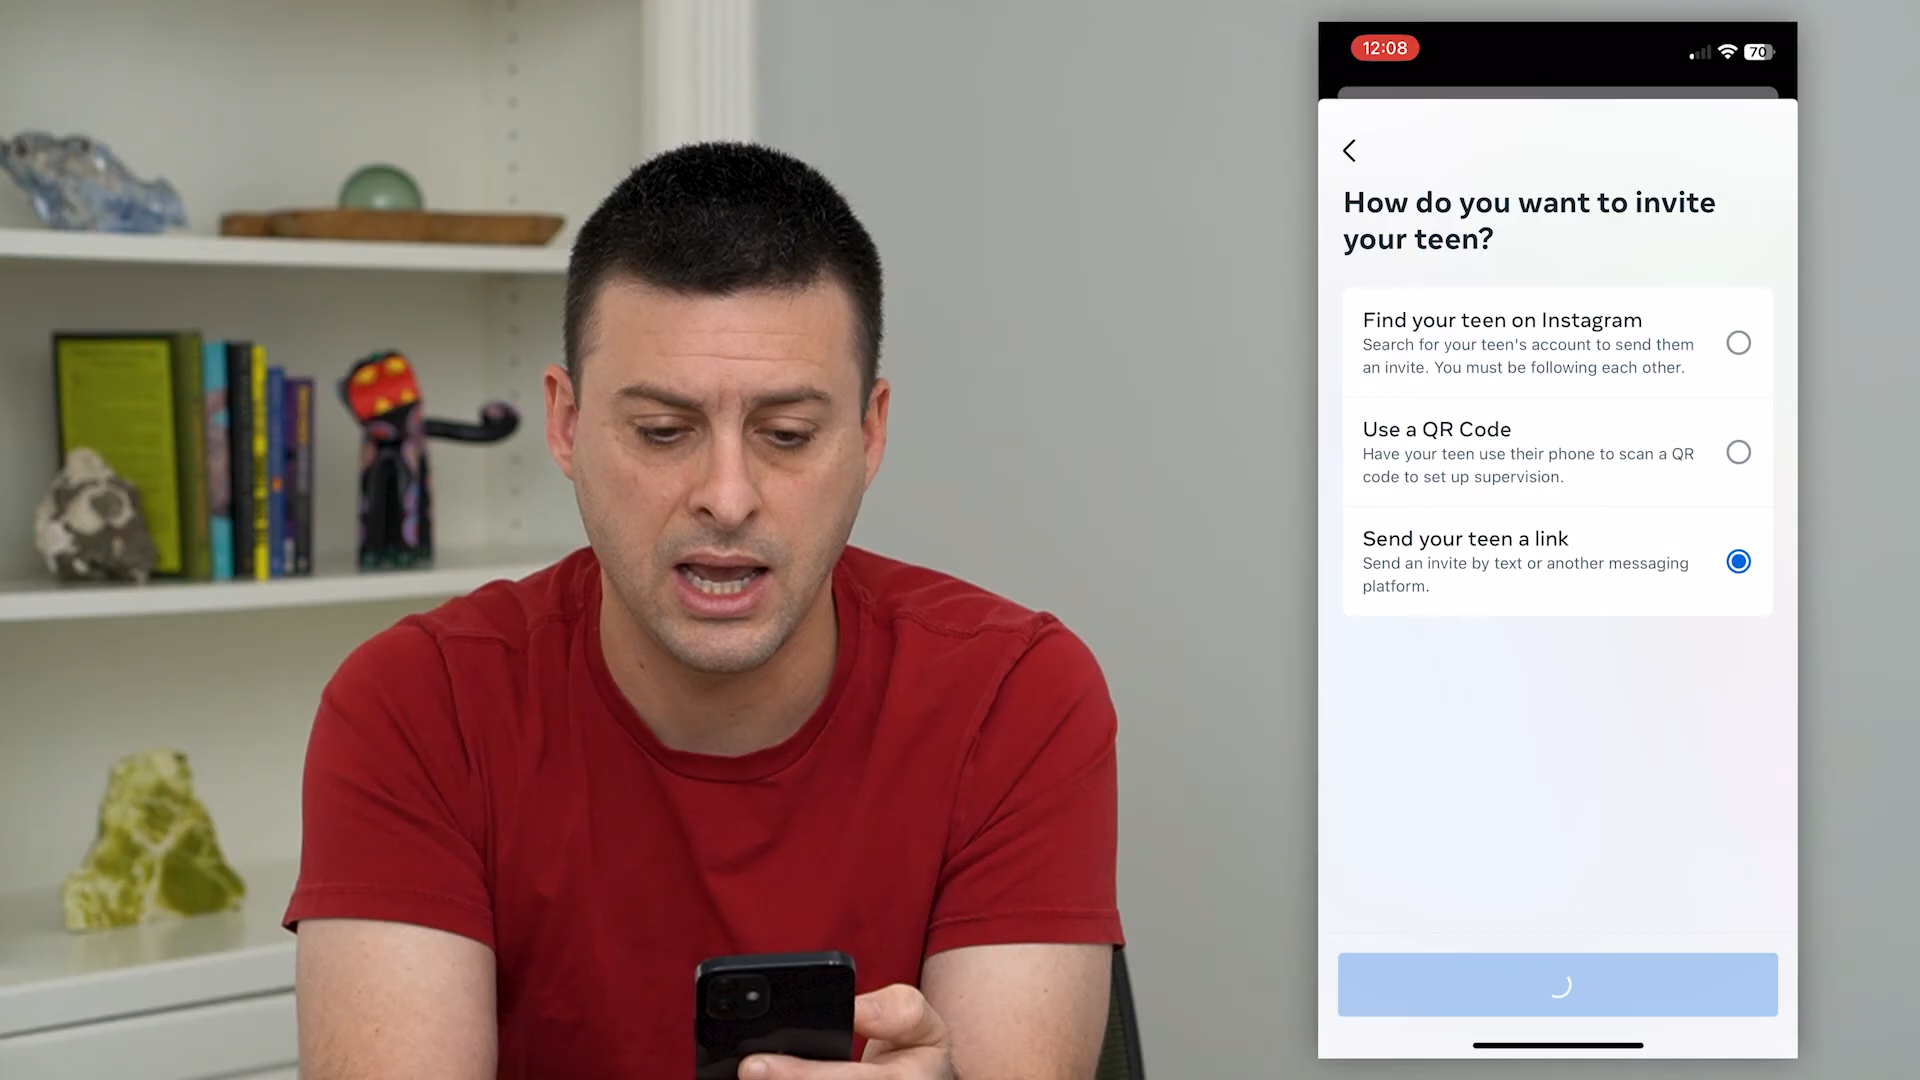 12:08
70
How do you want to invite
your teen?
Find your teen on Instagram
Search for your teen's account to send them
an invite. You must be following each other.
Use a QR Code
Have your teen use their phone to scan a QR
code to set up supervision.
Send your teen a link
Send an invite by text or another messaging
platform.